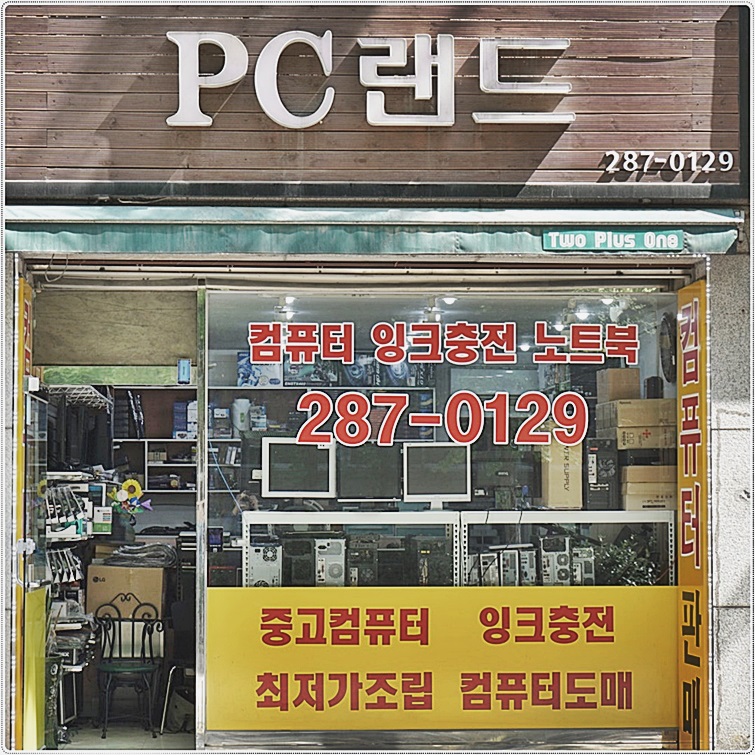 PC랜드
287-0129
Two Plus One
컴퓨터 잉크충전 노트북
287-0129
중고컴퓨터 잉크충전
최저가조립 컴퓨터도매
컴퓨터
LG